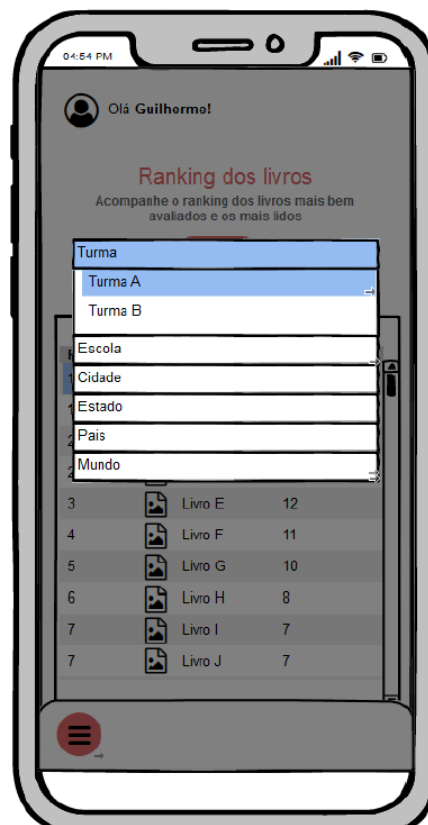 04:54 PM
Olá Guilherme!
Ranking dos livros
Acompanhe o ranking dos livros mais bem
avaliados e os mais lidos
Turma
Turma A
Turma B
Escola
Cidade
Estado
Pais
Mundo
3 Livro E 12
4 Livro F 11
5 Livro G 10
6 Livro H 8
7 Livro I 7
7 Livro J 7